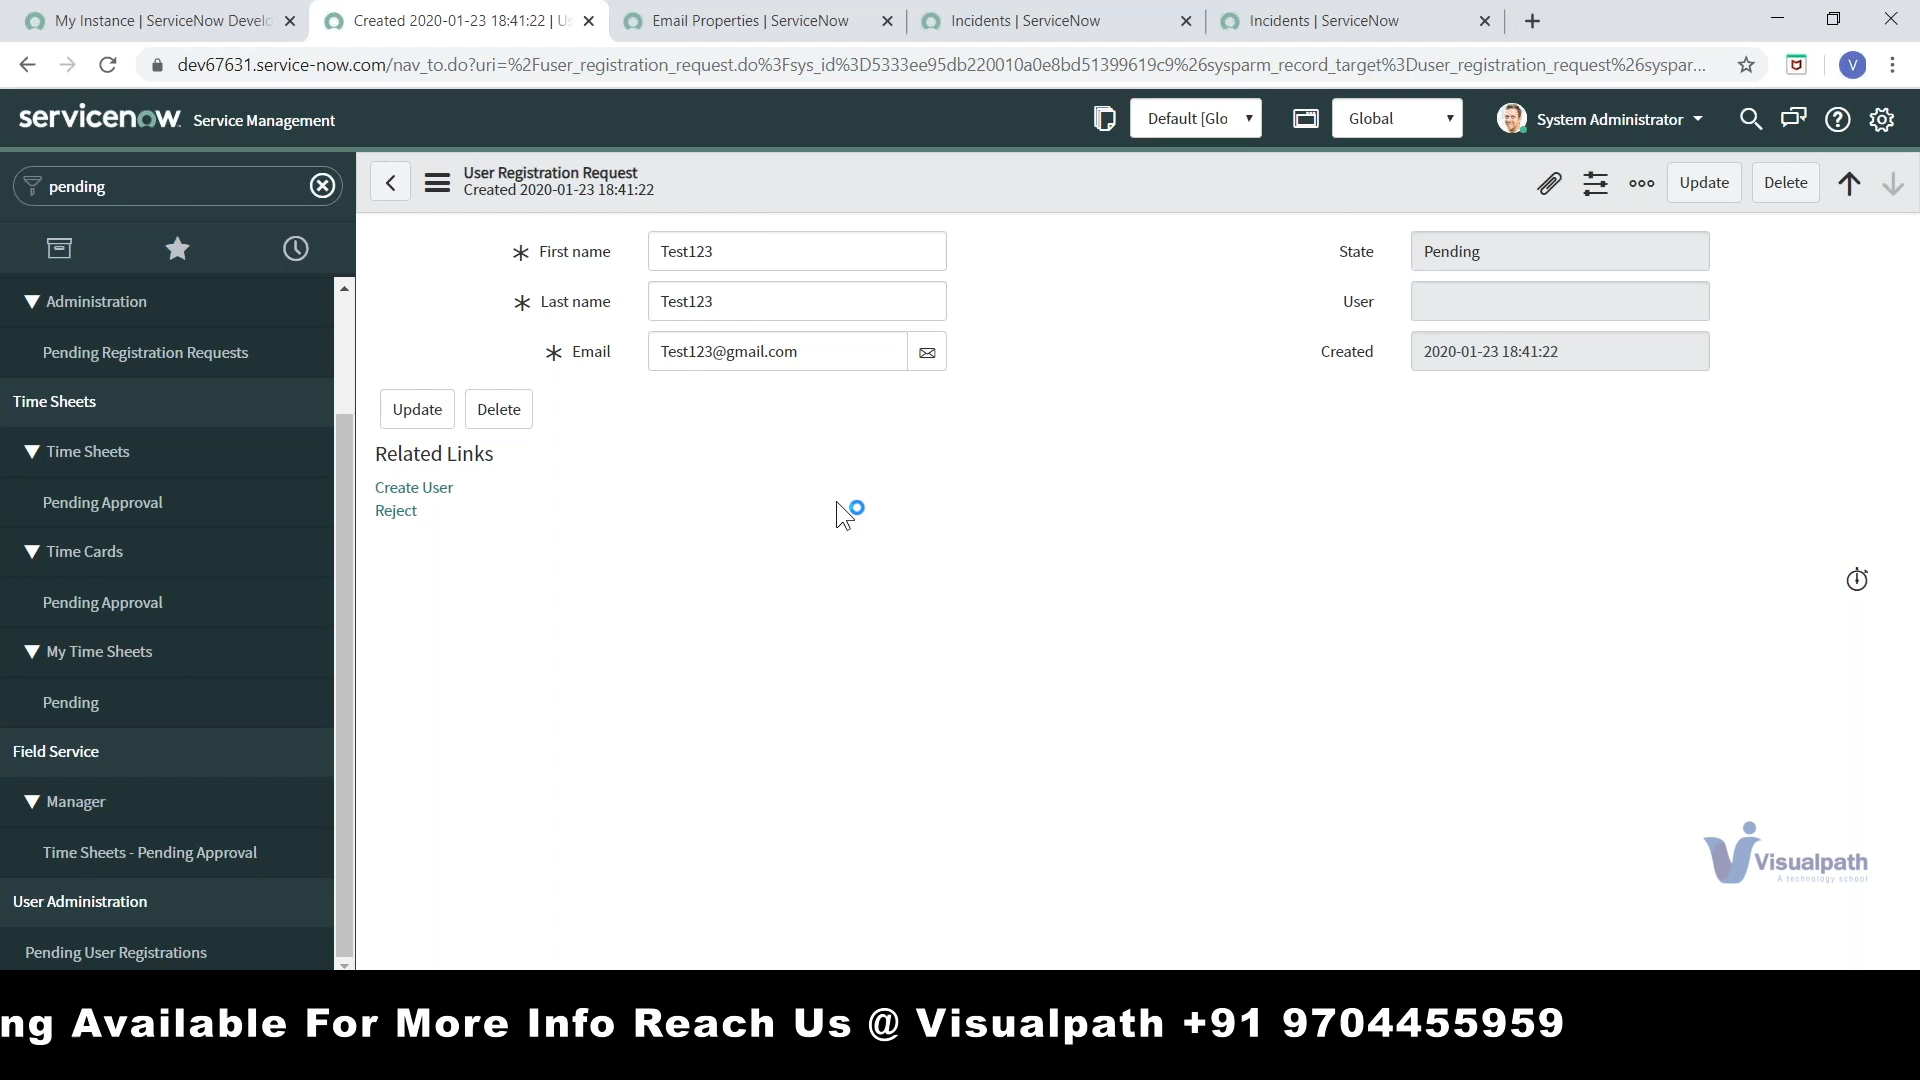 My Instance | ServiceNow Develo
Created 2020-01-23 18:41:22 | Us
Email Properties | ServiceNow
Incidents | ServiceNow
Incidents | ServiceNow
dev67631.service-now.com/nav_to.do?uri=%2Fuser_registration_request.do%3Fsys_id%3D5333ee95db220010a0e8bd51399619c9%26sysparm_record_target%3Duser_registration_request%26syspar...
V
servicenow Service Management
Default [Glo
Global
System Administrator
pending
User Registration Request
Created 2020-01-23 18:41:22
Update
Delete
Administration
Pending Registration Requests
Time Sheets
Time Sheets
Pending Approval
Time Cards
Pending Approval
My Time Sheets
Pending
Field Service
Manager
Time Sheets - Pending Approval
User Administration
Pending User Registrations
First name
Test123
Last name
Test123
Email
Test123@gmail.com
State
Pending
User
Created
2020-01-23 18:41:22
Update
Delete
Related Links
Create User
Reject
Visualpath
A technology school
ng Available For More Info Reach Us @ Visualpath +91 9704455959